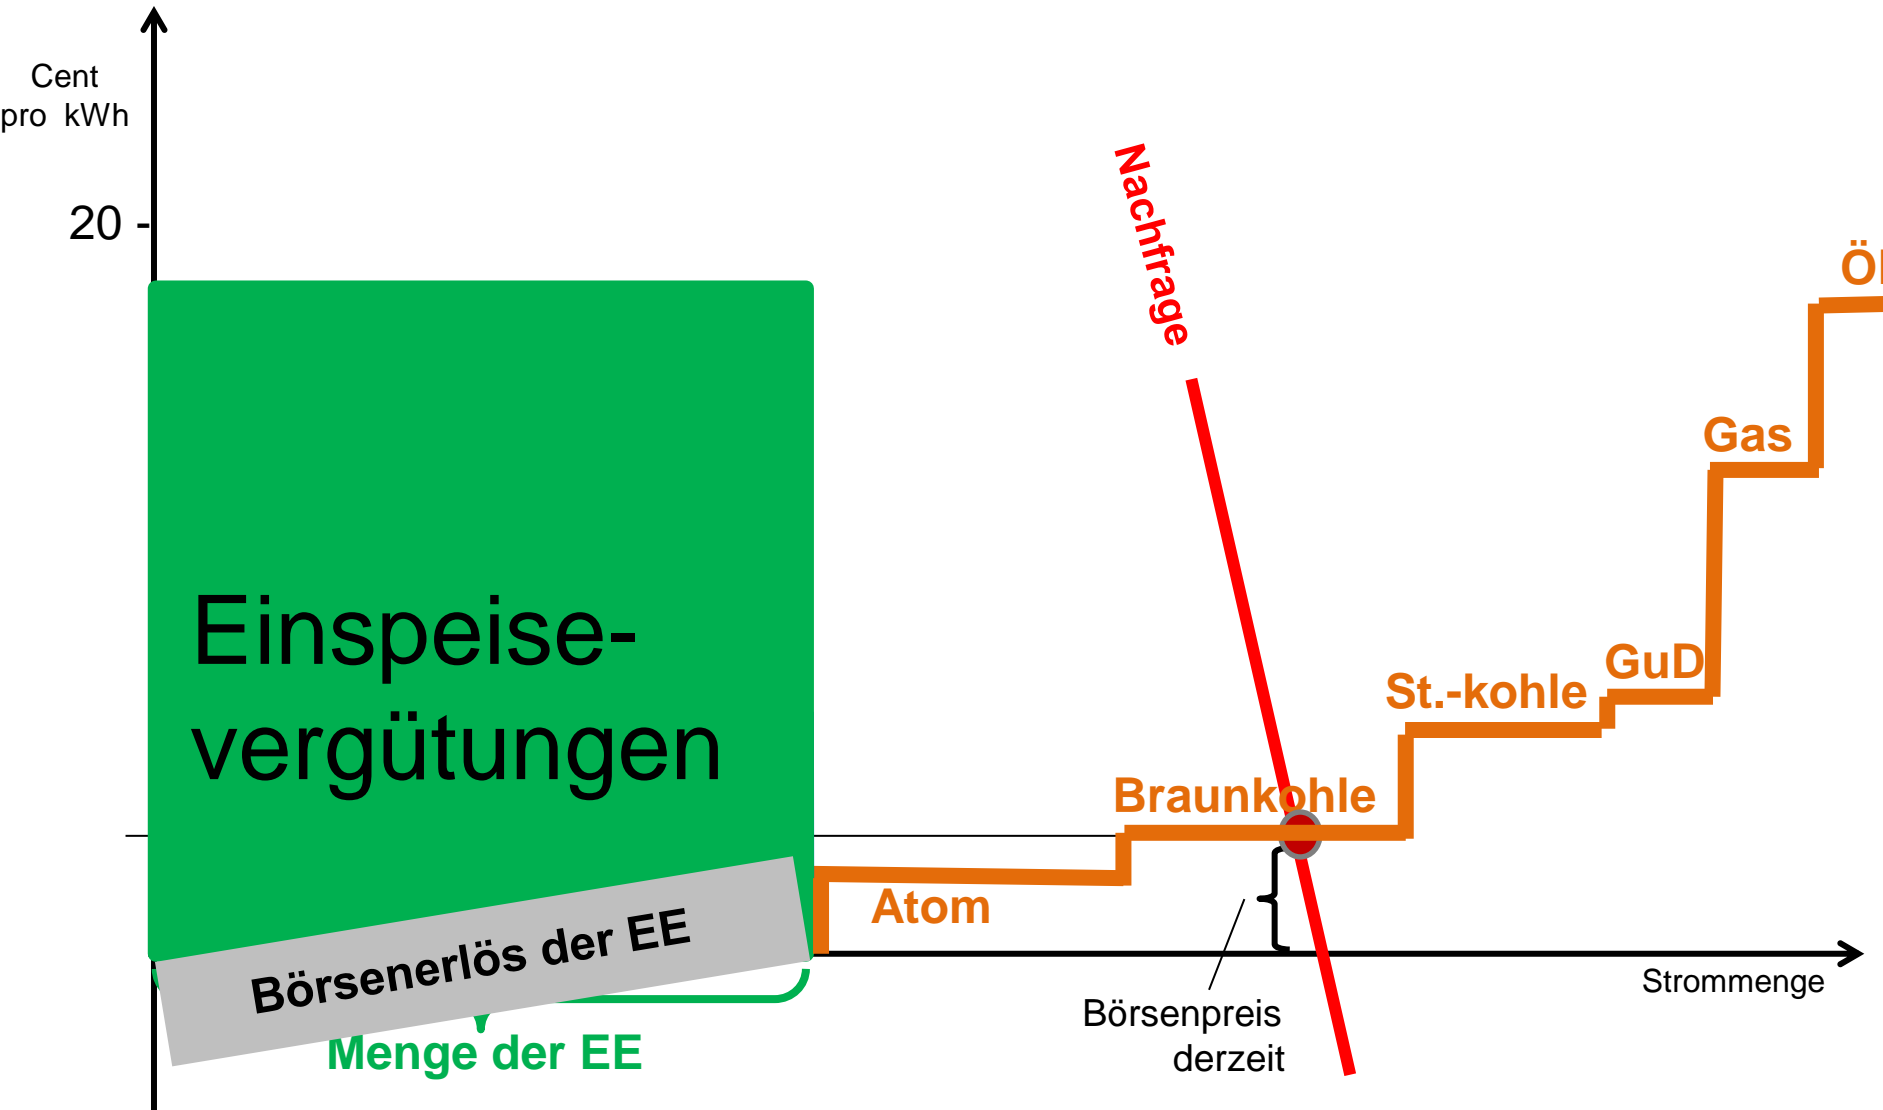 Cent
pro kWh
20 -
Nachfrage
Öl
Gas
GuD
St.-kohle
Braunkohle
Einspeise-
vergütungen
Atom
Börsenerlös der EE
Strommenge
Börsenpreis
derzeit
Menge der EE